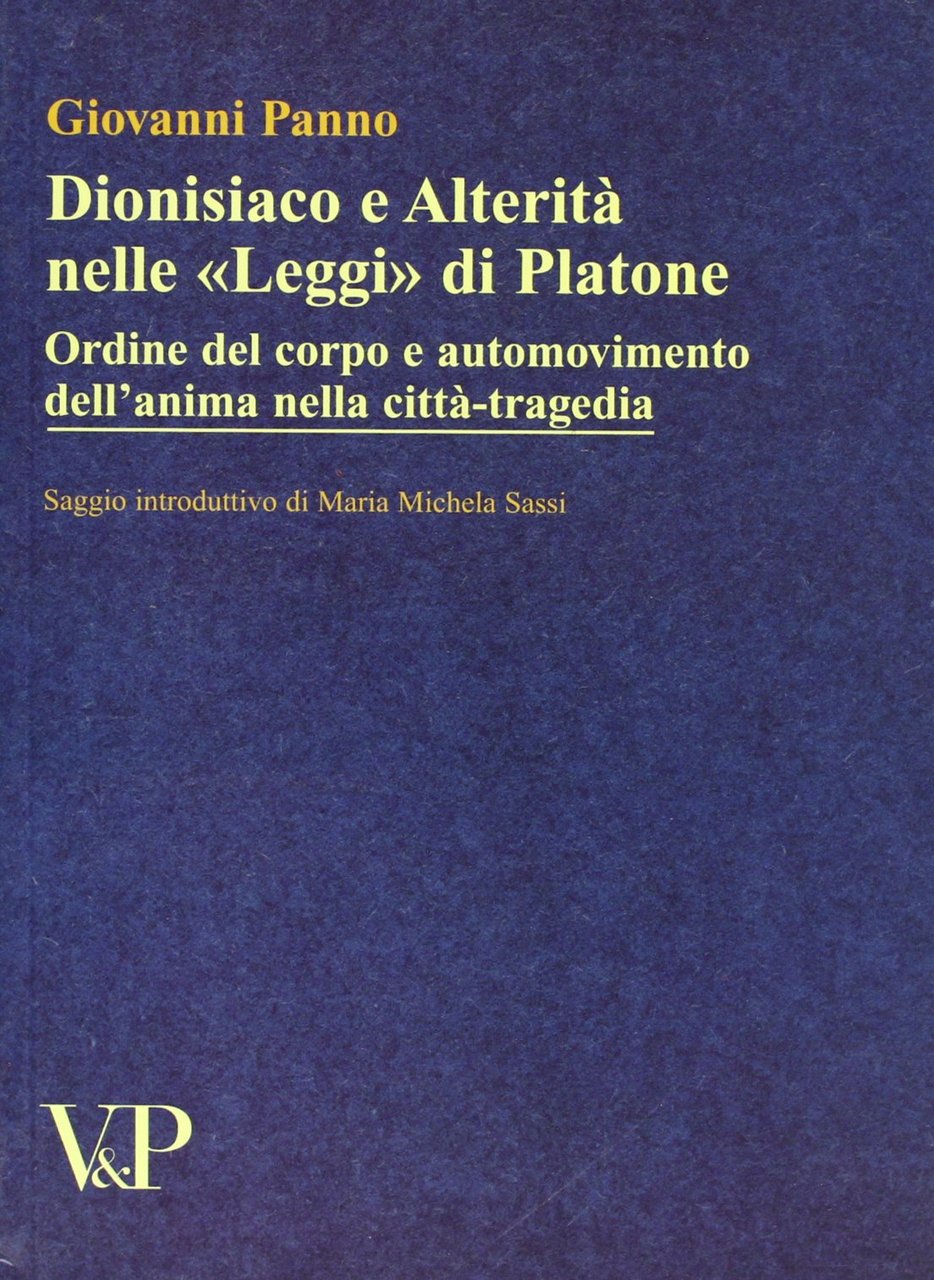 Giovanni Panno
Dionisiaco e Alterità
nelle «Leggi» di Platone
Ordine del corpo e automovimento
dell’anima nella città-tragedia
Saggio introduttivo di Maria Michela Sassi
V&P